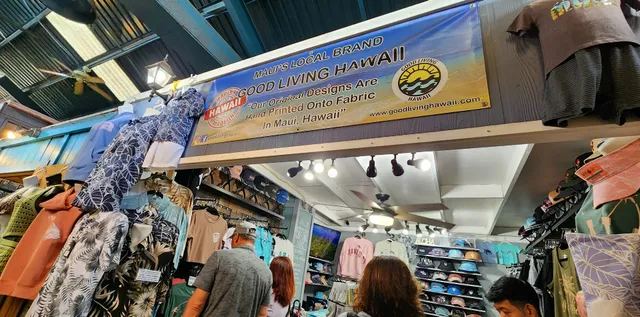 MAUI'S LOCAL BRAND
GOOD LIVING HAWAII
"Our Original Designs Are
Hand Printed Onto Fabric
In Maui, Hawaii"
HAWAII
GOOD LIVING
HAWAII
www.goodlivinghawaii.com